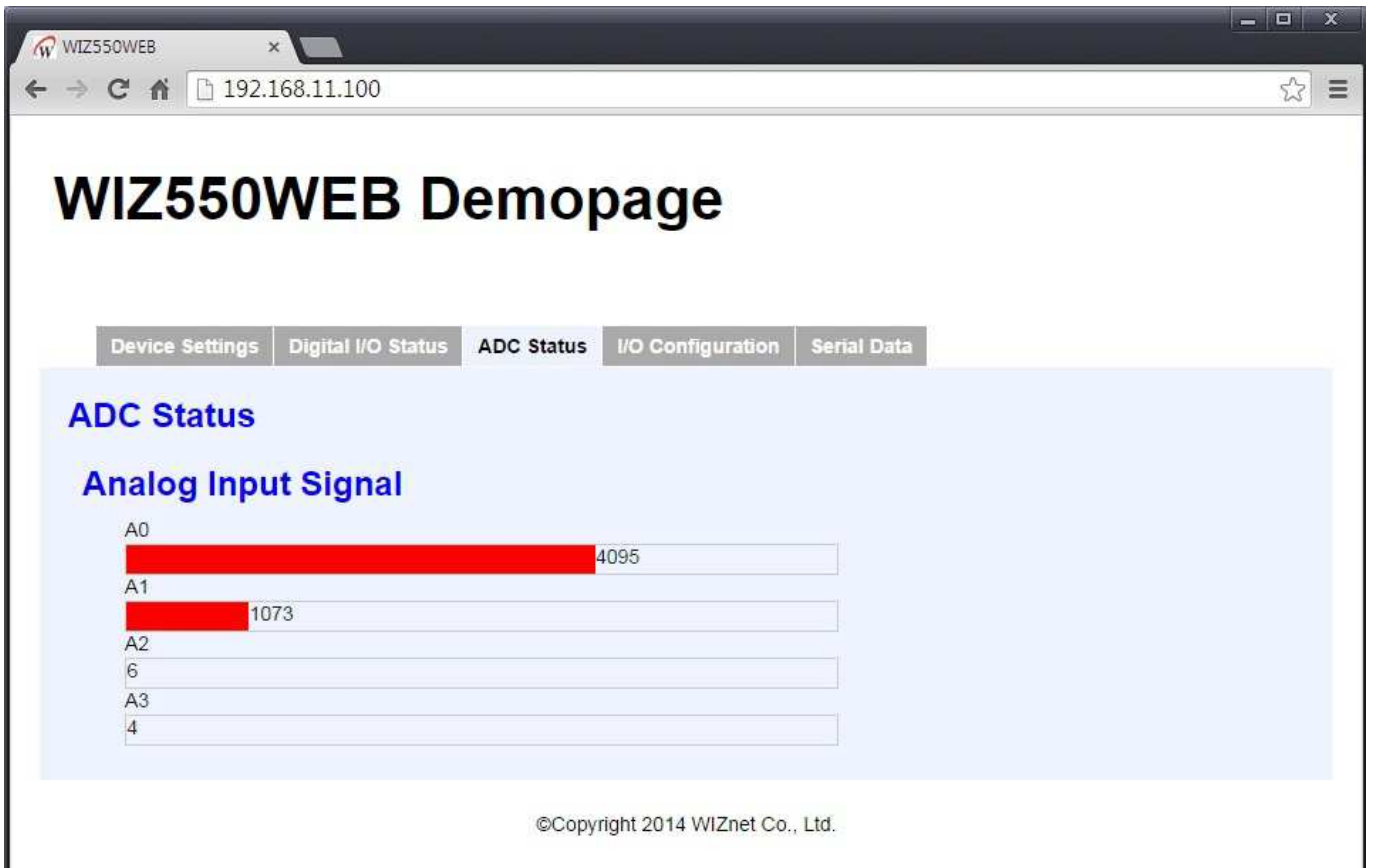 WIZ550WEB
192.168.11.100
WIZ550WEB Demopage
Device Settings Digital I/O Status ADC Status I/O Configuration Serial Data
ADC Status
Analog Input Signal
A0
4095
A1
1073
A2
6
A3
4
©Copyright 2014 WIZnet Co., Ltd.